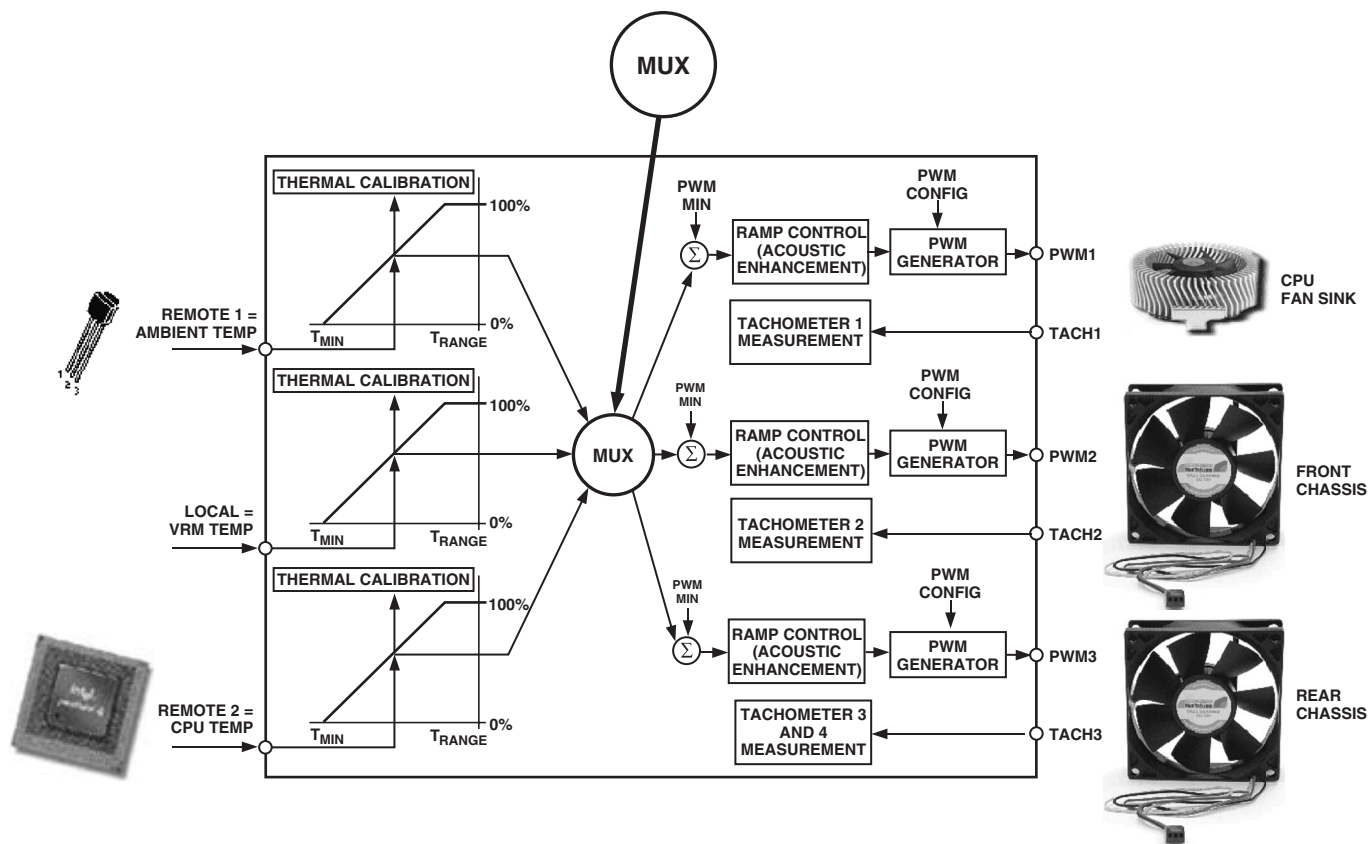 MUX
THERMAL CALIBRATION
100%
0%
T_MIN
T_RANGE
REMOTE 1 =
AMBIENT TEMP
1
2
3
THERMAL CALIBRATION
100%
0%
T_MIN
T_RANGE
LOCAL =
VRM TEMP
THERMAL CALIBRATION
100%
0%
T_MIN
T_RANGE
REMOTE 2 =
CPU TEMP
intel
MUX
PWM
MIN
Σ
RAMP CONTROL
(ACOUSTIC
ENHANCEMENT)
PWM
CONFIG
PWM
GENERATOR
PWM1
TACHOMETER 1
MEASUREMENT
TACH1
CPU
FAN SINK
PWM
MIN
Σ
RAMP CONTROL
(ACOUSTIC
ENHANCEMENT)
PWM
CONFIG
PWM
GENERATOR
PWM2
TACHOMETER 2
MEASUREMENT
TACH2
FRONT
CHASSIS
PWM
MIN
Σ
RAMP CONTROL
(ACOUSTIC
ENHANCEMENT)
PWM
CONFIG
PWM
GENERATOR
PWM3
TACHOMETER 3
AND 4
MEASUREMENT
TACH3
REAR
CHASSIS